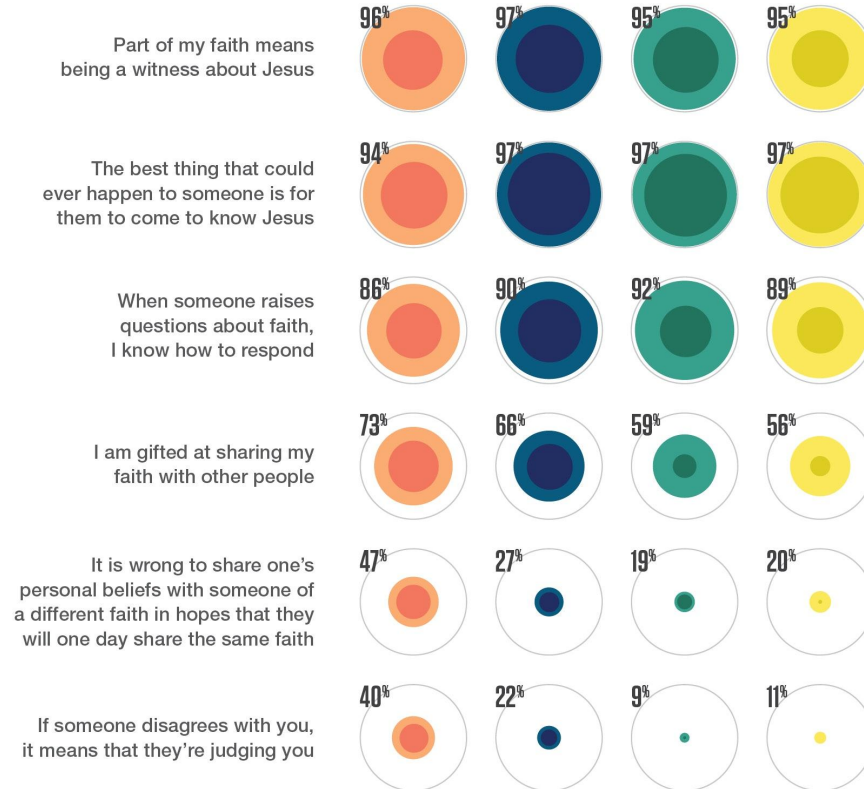 96% 97% 95% 95%
Part of my faith means
being a witness about Jesus
94% 97% 97% 97%
The best thing that could
ever happen to someone is for
them to come to know Jesus
86% 90% 92% 89%
When someone raises
questions about faith,
I know how to respond
73% 66% 59% 56%
I am gifted at sharing my
faith with other people
47% 27% 19% 20%
It is wrong to share one’s
personal beliefs with someone of
a different faith in hopes that they
will one day share the same faith
40% 22% 9% 11%
If someone disagrees with you,
it means that they’re judging you